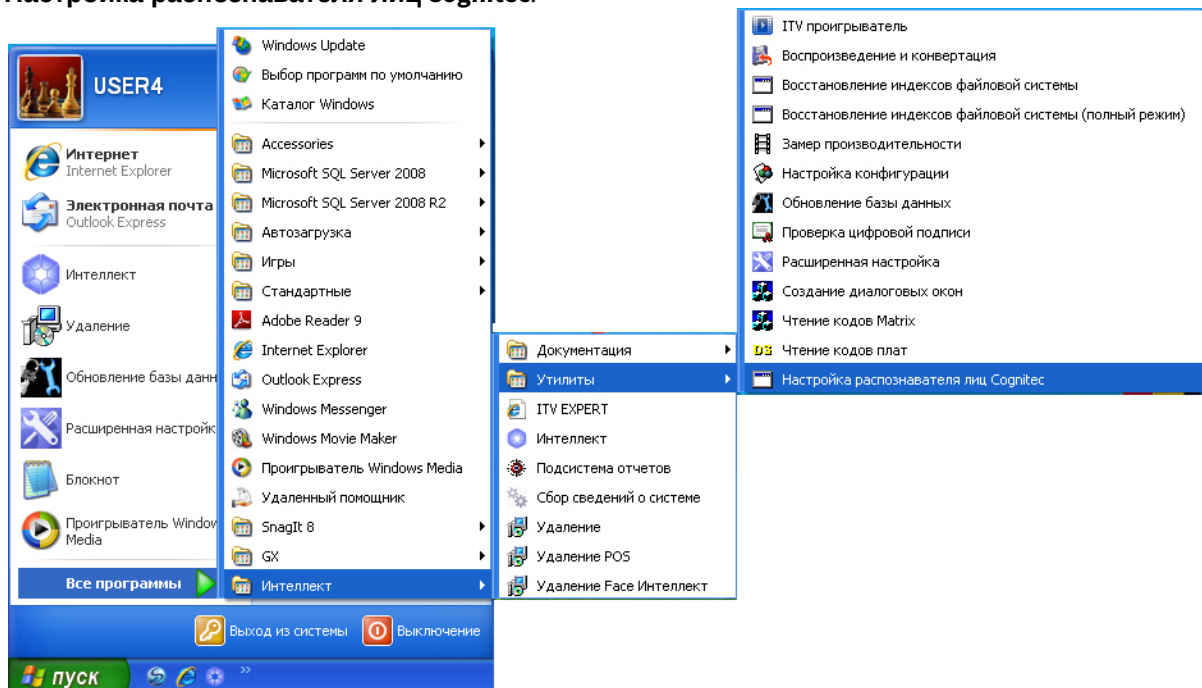 Настройка распознавателя лиц Cognitec.
USER4
Интернет
Internet Explorer
Электронная почта
Outlook Express
Интеллект
Удаление
Обновление базы данн
Расширенная настройк
Блокнот
Проигрыватель Window
Media
Все программы
Выход из системы
Выключение
пуск
Windows Update
Выбор программ по умолчанию
Каталог Windows
Accessories
Microsoft SQL Server 2008
Microsoft SQL Server 2008 R2
Автозагрузка
Игры
Стандартные
Adobe Reader 9
Internet Explorer
Outlook Express
Windows Messenger
Windows Movie Maker
Проигрыватель Windows Media
Удаленный помощник
SnagIt 8
GX
Интеллект
Документация
Утилиты
ITV EXPERT
Интеллект
Подсистема отчетов
Сбор сведений о системе
Удаление
Удаление POS
Удаление Face Интеллект
ITV проигрыватель
Воспроизведение и конвертация
Восстановление индексов файловой системы
Восстановление индексов файловой системы (полный режим)
Замер производительности
Настройка конфигурации
Обновление базы данных
Проверка цифровой подписи
Расширенная настройка
Создание диалоговых окон
Чтение кодов Matrix
DS Чтение кодов плат
Настройка распознавателя лиц Cognitec